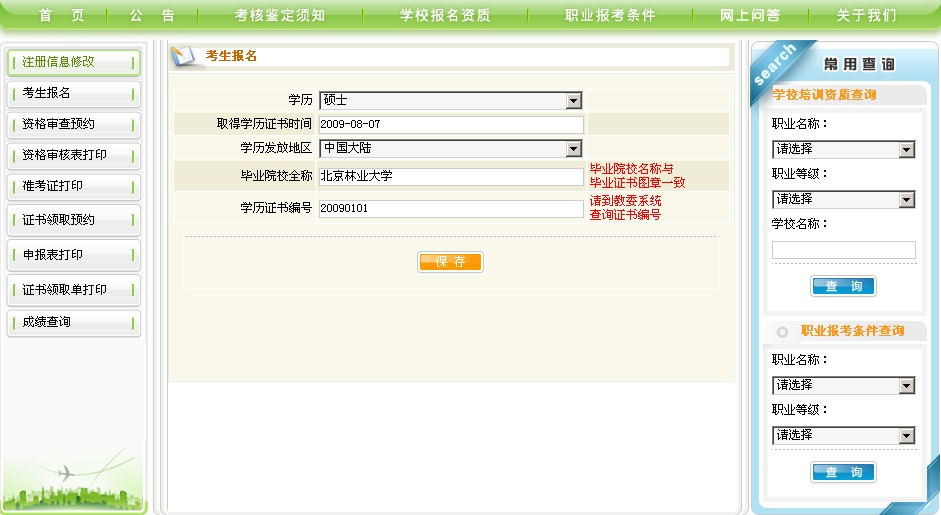 首 页
公 告
考核鉴定须知
学校报名资质
职业报考条件
网上问答
关于我们
注册信息修改
考生报名
资格审查预约
资格审核表打印
准考证打印
证书领取预约
申报表打印
证书领取单打印
成绩查询
考生报名
学历 硕士
取得学历证书时间 2009-08-07
学历发放地区 中国大陆
毕业院校全称 北京林业大学
毕业院校名称与
毕业证书图章一致
学历证书编号 20090101
请到教委系统
查询证书编号
保 存
search
常用查询
学校培训资质查询
职业名称：
请选择
职业等级：
请选择
学校名称：
查 询
职业报考条件查询
职业名称：
请选择
职业等级：
请选择
查 询